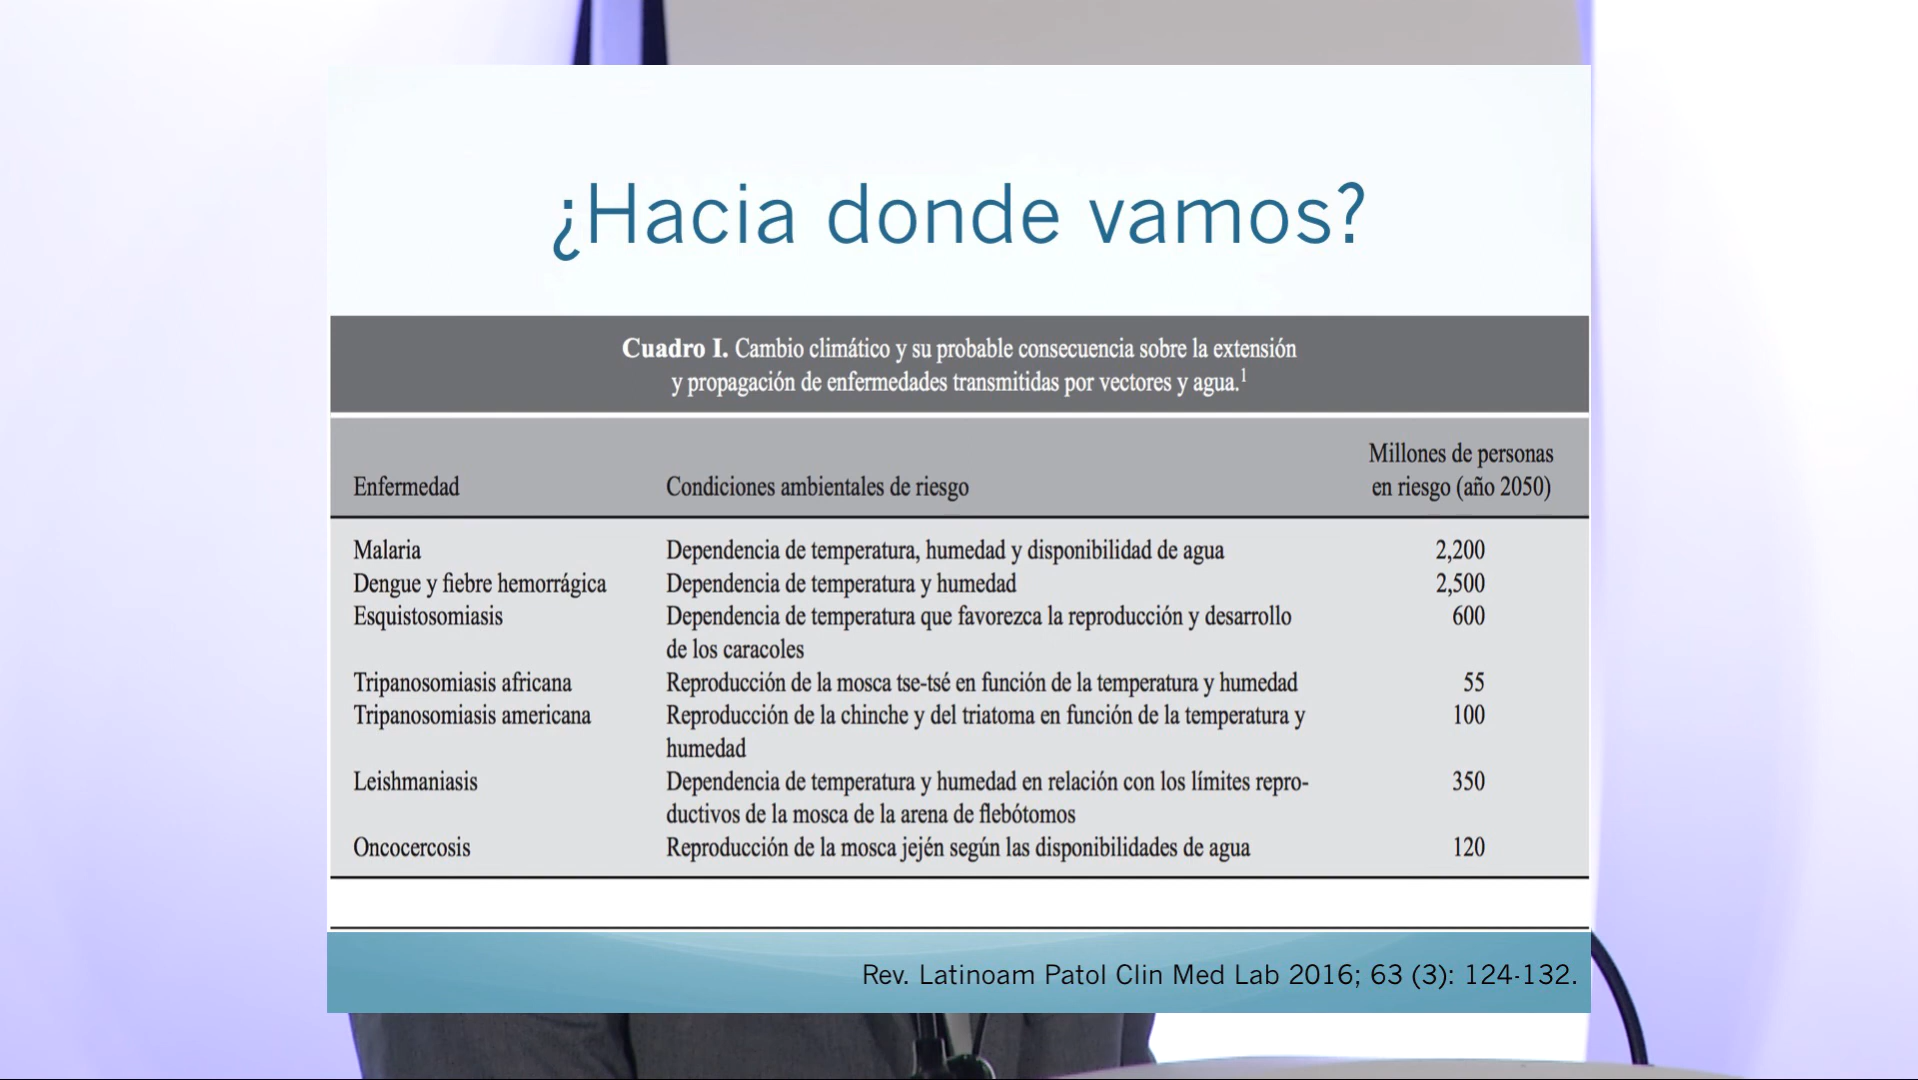 ¿Hacia donde vamos?
Cuadro I. Cambio climático y su probable consecuencia sobre la extensión
y propagación de enfermedades transmitidas por vectores y agua.1
Millones de personas
Enfermedad Condiciones ambientales de riesgo en riesgo (año 2050)
Malaria Dependencia de temperatura, humedad y disponibilidad de agua 2,200
Dengue y fiebre hemorrágica Dependencia de temperatura y humedad 2,500
Esquistosomiasis Dependencia de temperatura que favorezca la reproducción y desarrollo 600
de los caracoles
Tripanosomiasis africana Reproducción de la mosca tse-tsé en función de la temperatura y humedad 55
Tripanosomiasis americana Reproducción de la chinche y del triatoma en función de la temperatura y 100
humedad
Leishmaniasis Dependencia de temperatura y humedad en relación con los límites repro- 350
ductivos de la mosca de la arena de flebótomos
Oncocercosis Reproducción de la mosca jején según las disponibilidades de agua 120
Rev. Latinoam Patol Clin Med Lab 2016; 63 (3): 124-132.